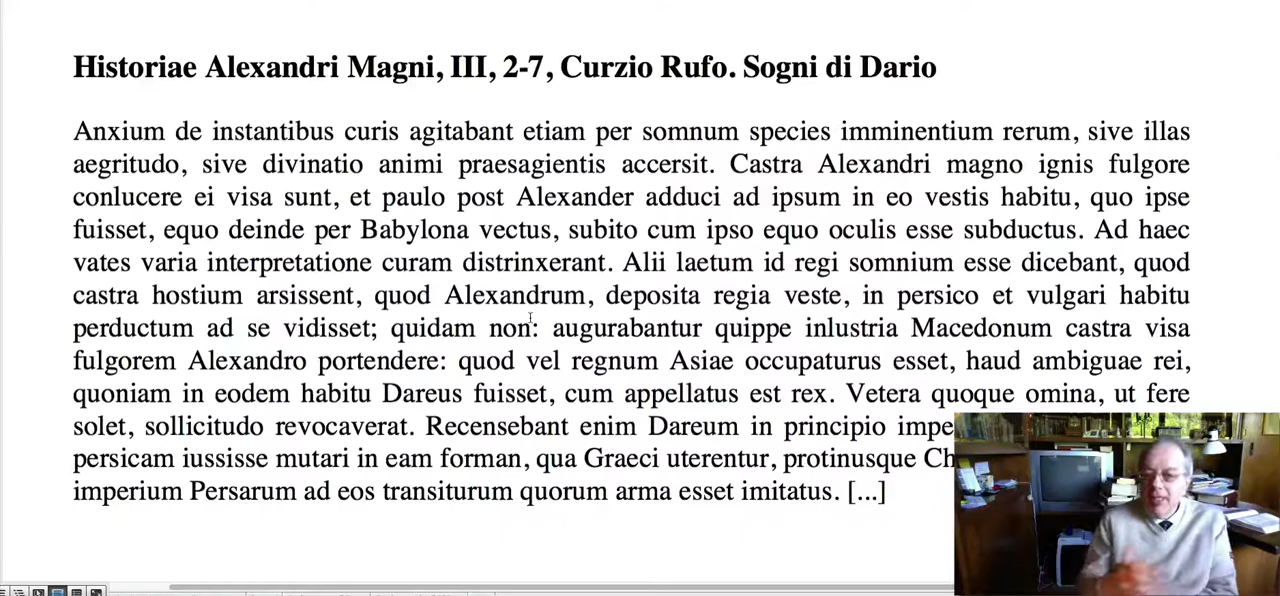 Historiae Alexandri Magni, III, 2-7, Curzio Rufo. Sogni di Dario
Anxium de instantibus curis agitabant etiam per somnum species imminentium rerum, sive illas
aegritudo, sive divinatio animi praesagientis accersit. Castra Alexandri magno ignis fulgore
conlucere ei visa sunt, et paulo post Alexander adduci ad ipsum in eo vestis habitu, quo ipse
fuisset, equo deinde per Babylona vectus, subito cum ipso equo oculis esse subductus. Ad haec
vates varia interpretatione curam distrinxerant. Alii laetum id regi somnium esse dicebant, quod
castra hostium arsissent, quod Alexandrum, deposita regia veste, in persico et vulgari habitu
perductum ad se vidisset; quidam non: augurabantur quippe inlustria Macedonum castra visa
fulgorem Alexandro portendere: quod vel regnum Asiae occupaturus esset, haud ambiguae rei,
quoniam in eodem habitu Dareus fuisset, cum appellatus est rex. Vetera quoque omina, ut fere
solet, sollicitudo revocaverat. Recensebant enim Dareum in principio impe
persicam iussisse mutari in eam forman, qua Graeci uterentur, protinusque Ch
imperium Persarum ad eos transiturum quorum arma esset imitatus. [...]